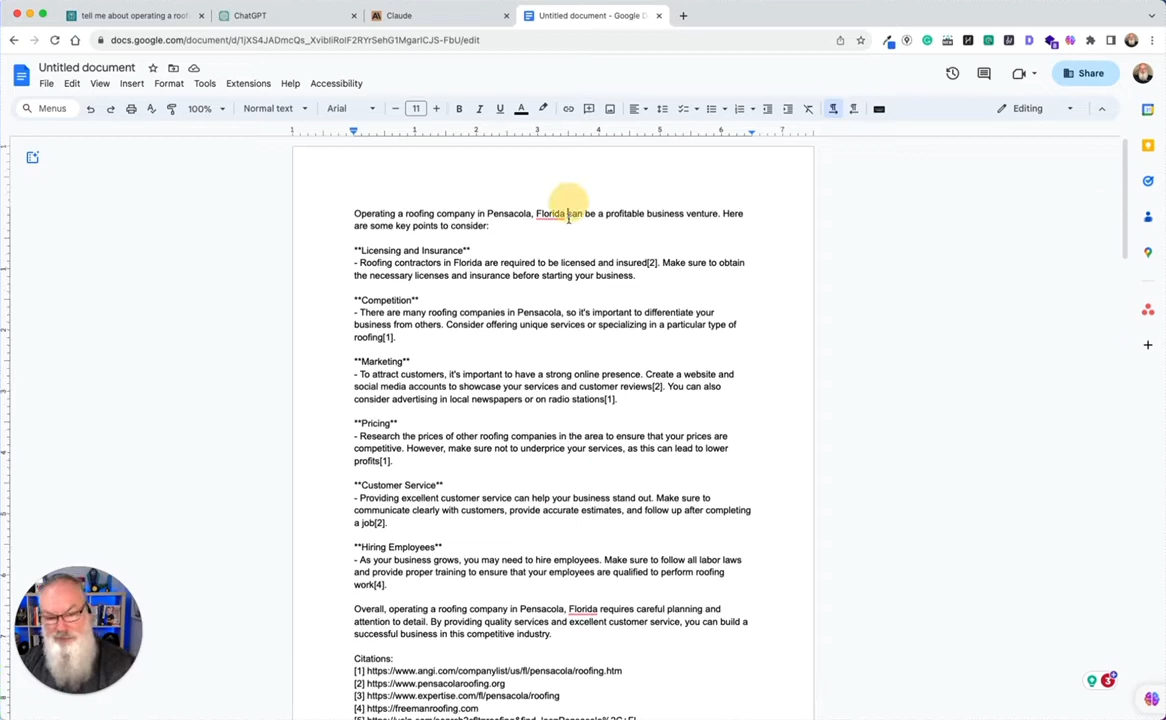 tell me about operating a roo
ChatGPT
Claude
Untitled document - Google D
docs.google.com/document/d/1jXS4JADmcQs_XvibliRolF2RYrSehG1MgarlCJS-FbU/edit
Untitled document
File Edit View Insert Format Extensions Tools Help Accessibility
Share
Menus 100% Normal text Arial 11 B I U A Editing
1 1 2 3 4 5 6 7
Operating a roofing company in Pensacola, Florida can be a profitable business venture. Here
are some key points to consider:
**Licensing and Insurance**
- Roofing contractors in Florida are required to be licensed and insured[2]. Make sure to obtain
the necessary licenses and insurance before starting your business.
**Competition**
- There are many roofing companies in Pensacola, so it's important to differentiate your
business from others. Consider offering unique services or specializing in a particular type of
roofing[1].
**Marketing**
- To attract customers, it's important to have a strong online presence. Create a website and
social media accounts to showcase your services and customer reviews[2]. You can also
consider advertising in local newspapers or on radio stations[1].
**Pricing**
- Research the prices of other roofing companies in the area to ensure that your prices are
competitive. However, make sure not to underprice your services, as this can lead to lower
profits[1].
**Customer Service**
- Providing excellent customer service can help your business stand out. Make sure to
communicate clearly with customers, provide accurate estimates, and follow up after completing
a job[2].
**Hiring Employees**
- As your business grows, you may need to hire employees. Make sure to follow all labor laws
and provide proper training to ensure that your employees are qualified to perform roofing
work[4].
Overall, operating a roofing company in Pensacola, Florida requires careful planning and
attention to detail. By providing quality services and excellent customer service, you can build a
successful business in this competitive industry.
Citations:
[1] https://www.angi.com/companylist/us/fl/pensacola/roofing.htm
[2] https://www.pensacolaroofing.org
[3] https://www.expertise.com/fl/pensacola/roofing
[4] https://freemanroofing.com